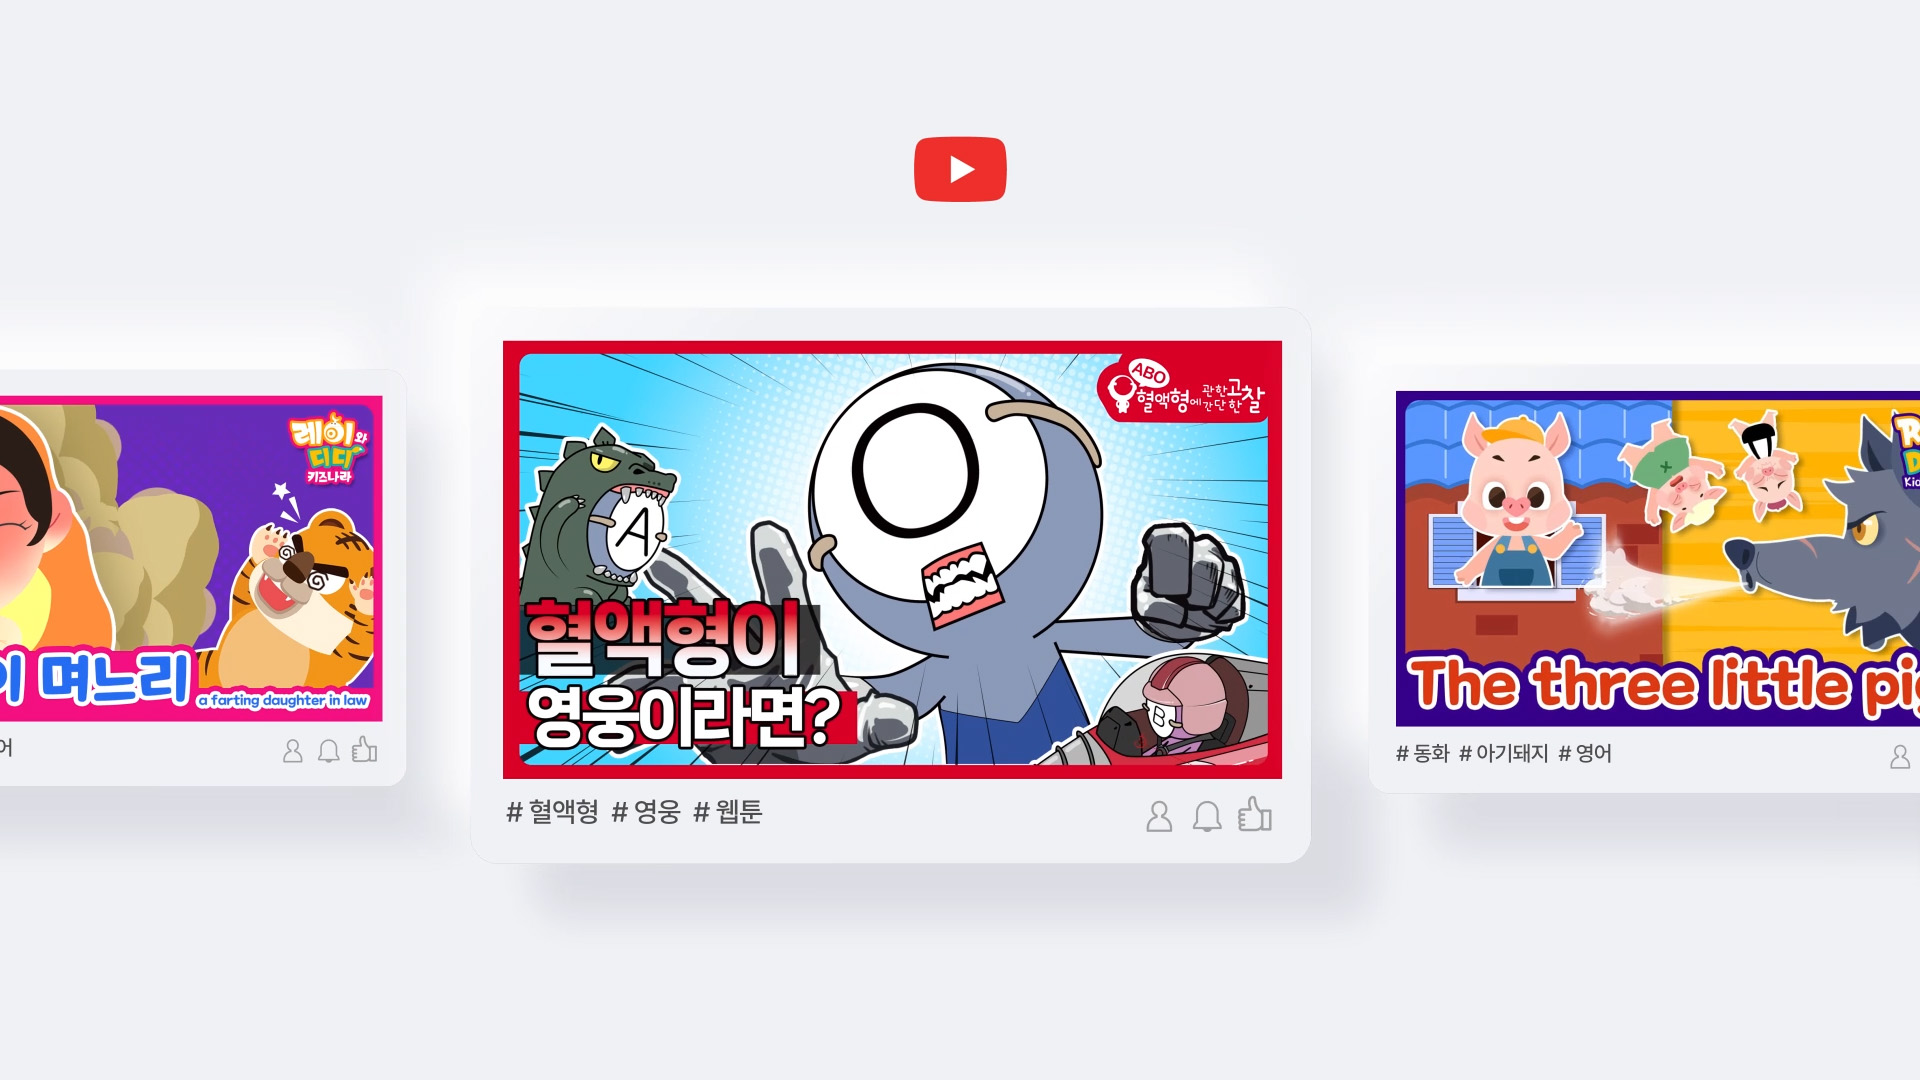 레이와
디디
키즈나라
이 며느리
a farting daughter in law
어
ABO
혈액형에 간단한 관한 고찰
O
A
B
혈액형이
영웅이라면?
# 혈액형 # 영웅 # 웹툰
The three little pig
# 동화 # 아기돼지 # 영어